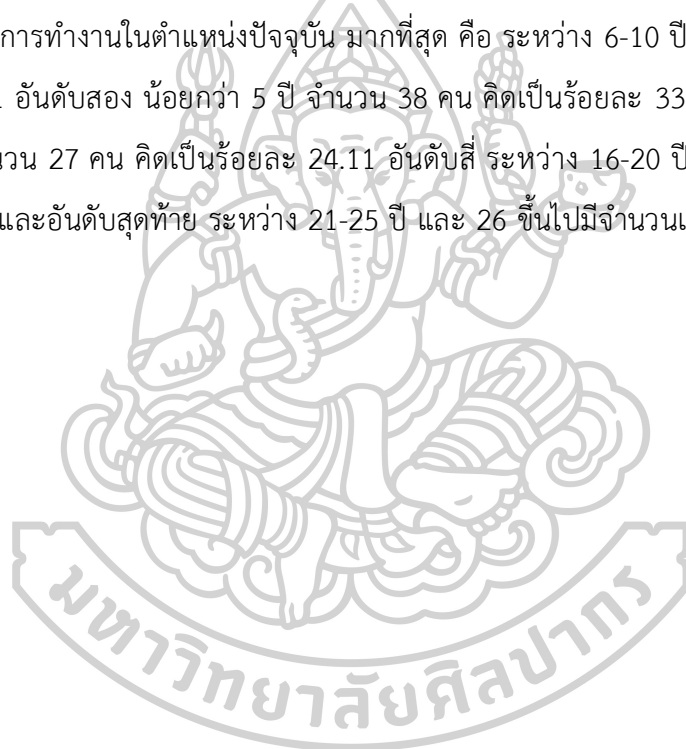 การทำงานในตำแหน่งปัจจุบัน มากที่สุด คือ ระหว่าง 6-10 ปี
อันดับสอง น้อยกว่า 5 ปี จำนวน 38 คน คิดเป็นร้อยละ 33
นวน 27 คน คิดเป็นร้อยละ 24.11 อันดับสี่ ระหว่าง 16-20 ปี
และอันดับสุดท้าย ระหว่าง 21-25 ปี และ 26 ขึ้นไปมีจำนวนเ
มหาวิทยาลัยศิลปากร